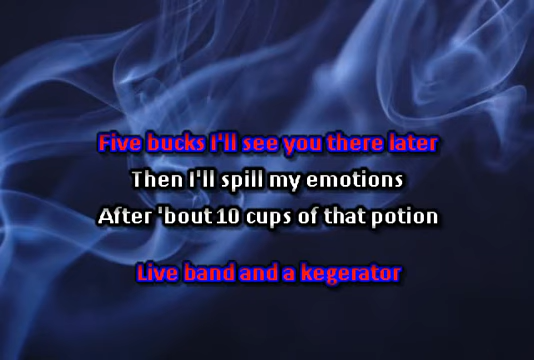 Five bucks I'll see you there later
Then I'll spill my emotions
After 'bout 10 cups of that potion
Live band and a kegerator